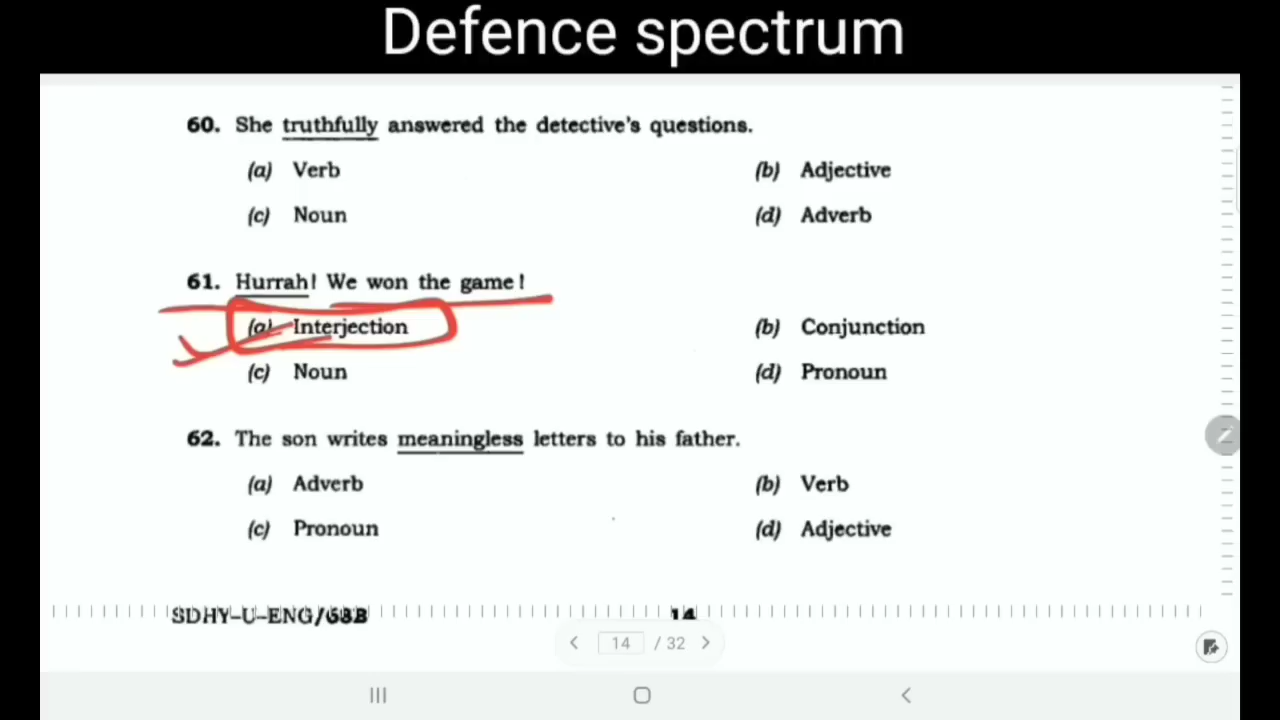 Defence spectrum
60. She truthfully answered the detective's questions.
(a) Verb
(b) Adjective
(c) Noun
(d) Adverb
61. Hurrah! We won the game!
(a) Interjection
(b) Conjunction
(c) Noun
(d) Pronoun
62. The son writes meaningless letters to his father.
(a) Adverb
(b) Verb
(c) Pronoun
(d) Adjective
SDHY-U-ENG/68B
14
14 / 32